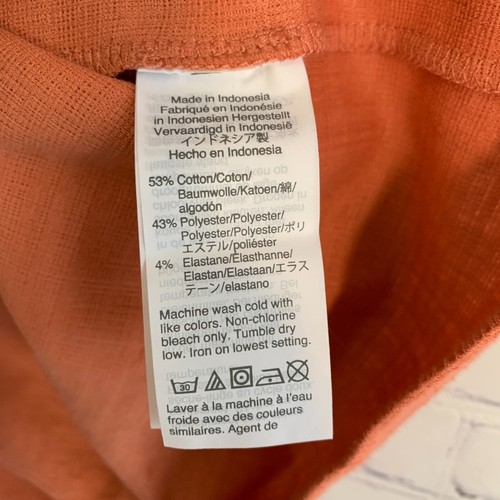 Made in Indonesia
Fabriqué en Indonésie
in Indonesien Hergestellt
Vervaardigd in Indonesië
インドネシア製
Hecho en Indonesia
53% Cotton/Coton/
Baumwolle/Katoen/綿/
algodón
43% Polyester/Polyester/
Polyester/Polyester/ポリ
エステル/poliéster
4% Elastane/Elasthanne/
Elastan/Elastaan/エラス
テーン/elastano
Machine wash cold with
like colors. Non-chlorine
bleach only. Tumble dry
low. Iron on lowest setting.
30
Laver à la machine à l'eau
froide avec des couleurs
similaires. Agent de